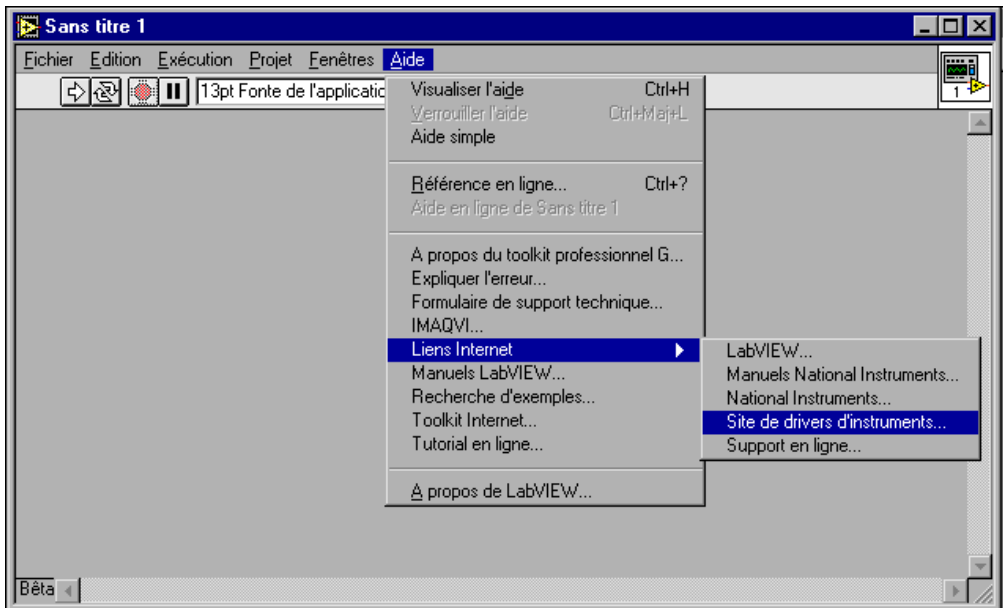 Sans titre 1
Fichier Edition Exécution Projet Fenêtres Aide
13pt Fonte de l'applicatic
1
Visualiser l'aide Ctrl+H
Verrouiller l'aide Ctrl+Maj+L
Aide simple
Référence en ligne... Ctrl+?
Aide en ligne de Sans titre 1
A propos du toolkit professionnel G...
Expliquer l'erreur...
Formulaire de support technique...
IMAQVI...
Liens Internet
Manuels LabVIEW...
Recherche d'exemples...
Toolkit Internet...
Tutorial en ligne...
A propos de LabVIEW...
LabVIEW...
Manuels National Instruments...
National Instruments...
Site de drivers d'instruments...
Support en ligne...
Bêta